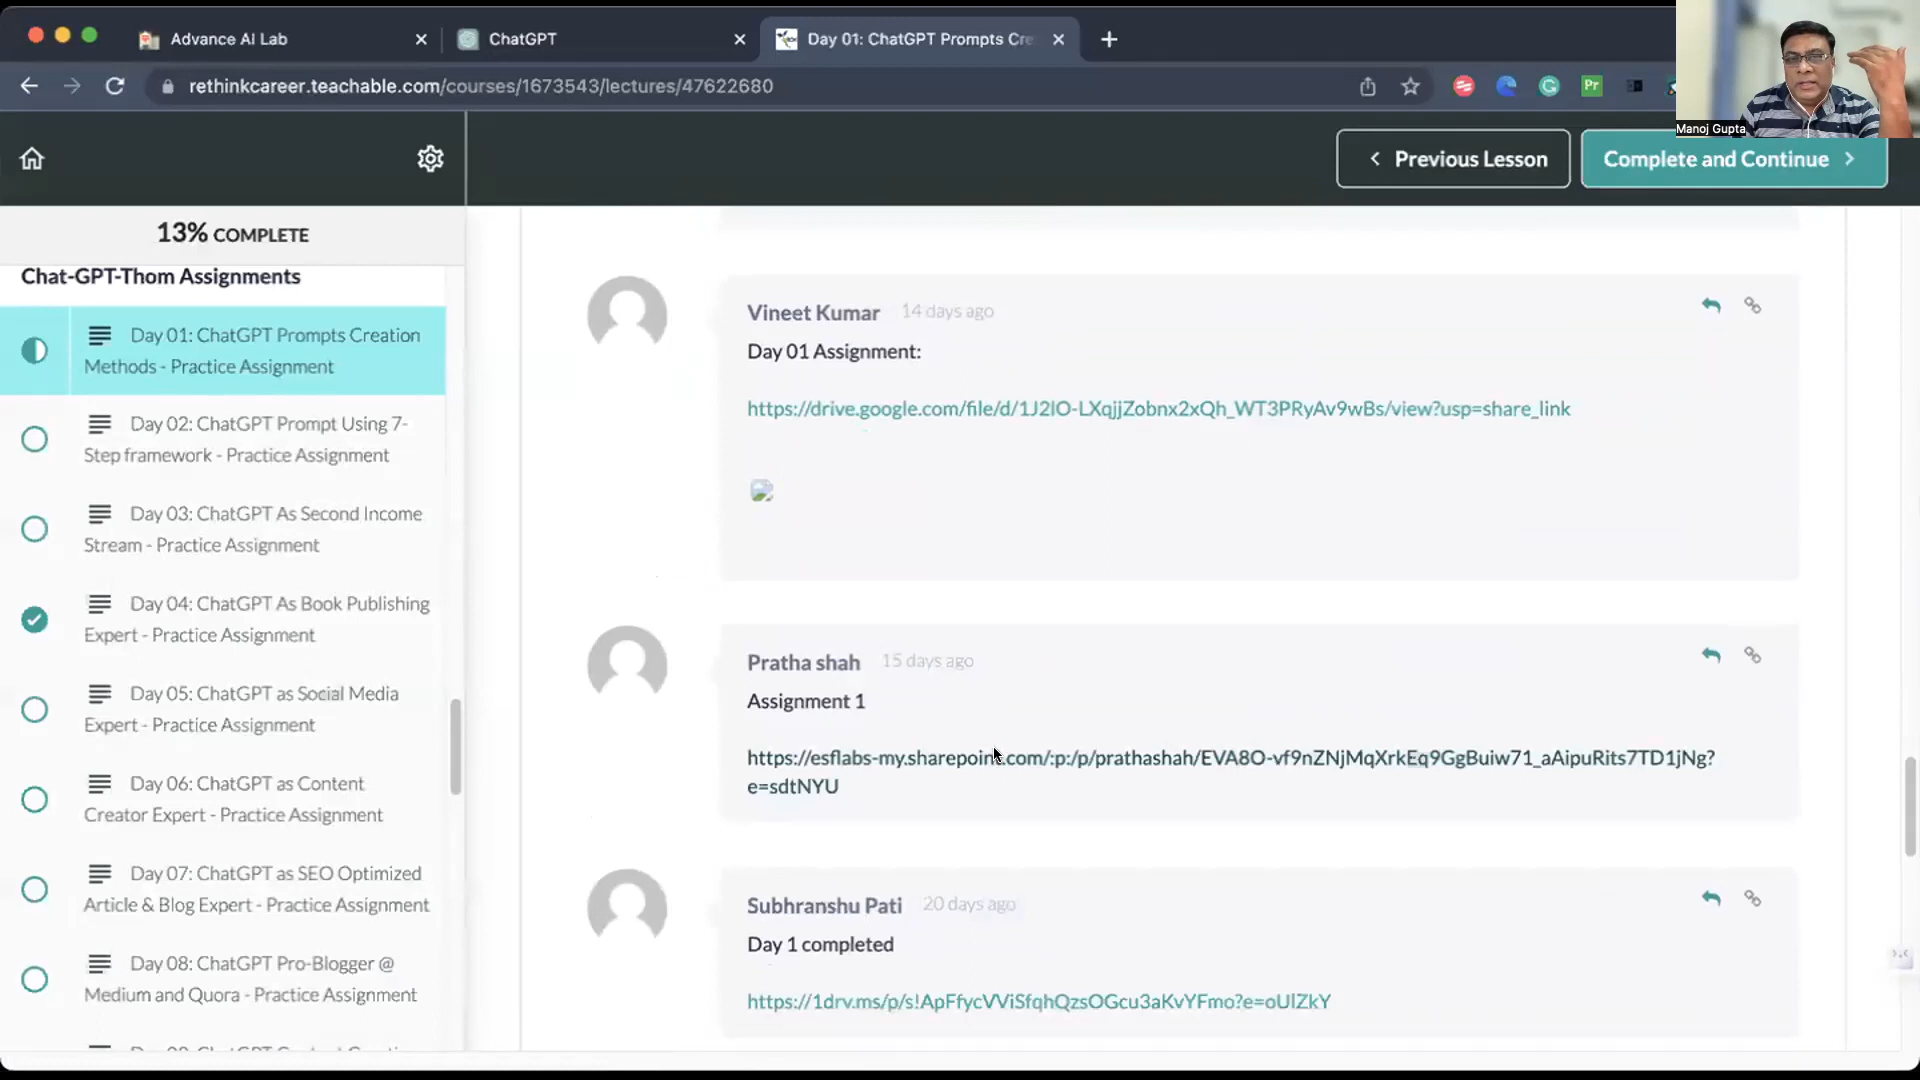 Advance AI Lab
ChatGPT
Day 01: ChatGPT Prompts Cre
rethinkcareer.teachable.com/courses/1673543/lectures/47622680
Pr
Manoj Gupta
Previous Lesson
Complete and Continue
13% COMPLETE
Chat-GPT-Thom Assignments
Day 01: ChatGPT Prompts Creation
Methods - Practice Assignment
Day 02: ChatGPT Prompt Using 7-
Step framework - Practice Assignment
Day 03: ChatGPT As Second Income
Stream - Practice Assignment
Day 04: ChatGPT As Book Publishing
Expert - Practice Assignment
Day 05: ChatGPT as Social Media
Expert - Practice Assignment
Day 06: ChatGPT as Content
Creator Expert - Practice Assignment
Day 07: ChatGPT as SEO Optimized
Article & Blog Expert - Practice Assignment
Day 08: ChatGPT Pro-Blogger @
Medium and Quora - Practice Assignment
Vineet Kumar 14 days ago
Day 01 Assignment:
https://drive.google.com/file/d/1J2lO-LXqjjZobnx2xQh_WT3PRyAv9wBs/view?usp=share_link
Pratha shah 15 days ago
Assignment 1
https://esflabs-my.sharepoint.com/:p:/p/prathashah/EVA8O-vf9nZNjMqXrkEq9GgBuiw71_aAipuRits7TD1jNg?
e=sdtNYU
Subhranshu Pati 20 days ago
Day 1 completed
https://1drv.ms/p/s!ApFfycVViSfqhQzsOGcu3aKvYFmo?e=oUlZkY